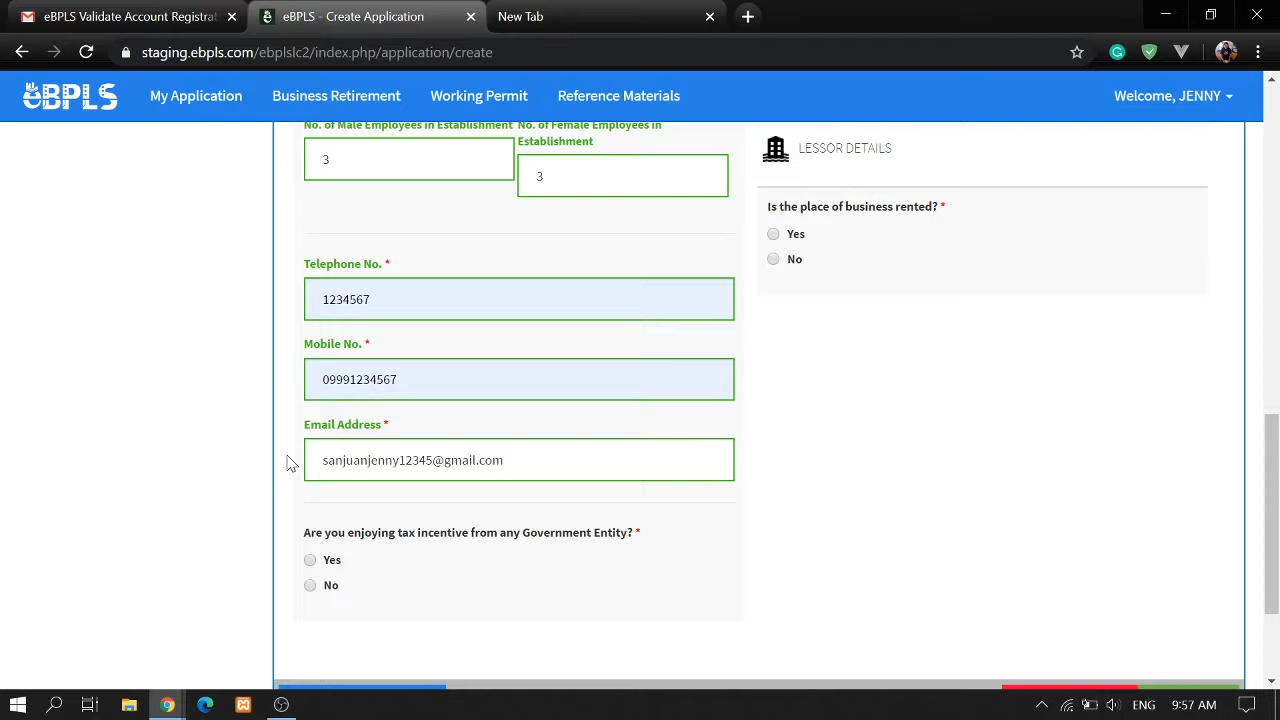 eBPLS Validate Account Registrat
eBPLS - Create Application
New Tab
staging.ebpls.com/ebplslc2/index.php/application/create
eBPLS
My Application
Business Retirement
Working Permit
Reference Materials
Welcome, JENNY
No. of Male Employees in Establishment
3
No. of Female Employees in
Establishment
3
Telephone No. *
1234567
Mobile No. *
09991234567
Email Address *
sanjuanjenny12345@gmail.com
Are you enjoying tax incentive from any Government Entity? *
Yes
No
LESSOR DETAILS
Is the place of business rented? *
Yes
No
ENG
9:57 AM